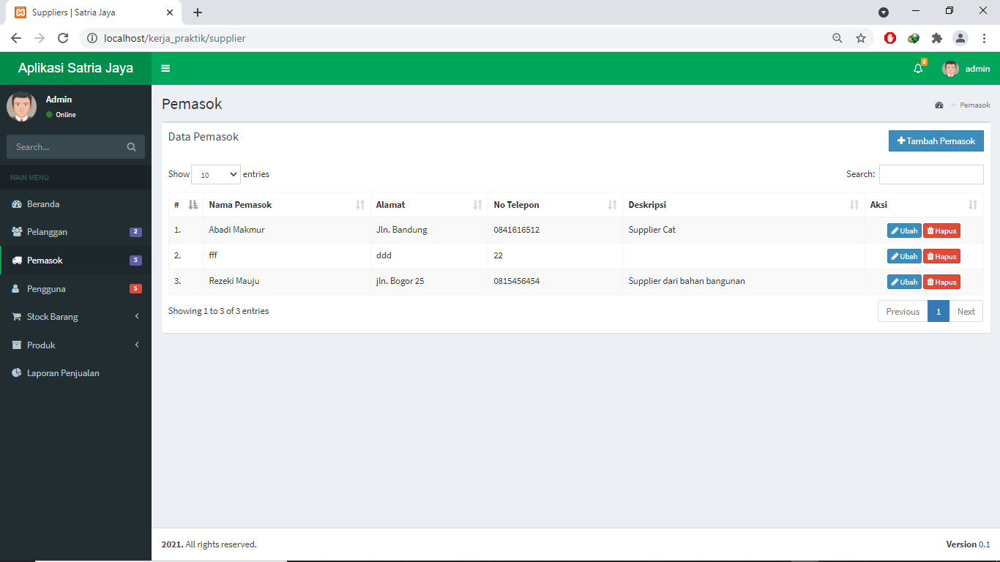 Suppliers | Satria Jaya
localhost/kerja_praktik/supplier
Aplikasi Satria Jaya
2
admin
Admin
Online
Search...
MAIN MENU
Beranda
Pelanggan 2
Pemasok 3
Pengguna 5
Stock Barang
Produk
Laporan Penjualan
Pemasok
> Pemasok
Data Pemasok
Tambah Pemasok
Show 10 entries
Search:
# Nama Pemasok Alamat No Telepon Deskripsi Aksi
1. Abadi Makmur Jln. Bandung 0841616512 Supplier Cat Ubah Hapus
2. fff ddd 22 Ubah Hapus
3. Rezeki Mauju jln. Bogor 25 0815456454 Supplier dari bahan bangunan Ubah Hapus
Showing 1 to 3 of 3 entries
Previous 1 Next
2021. All rights reserved.
Version 0.1